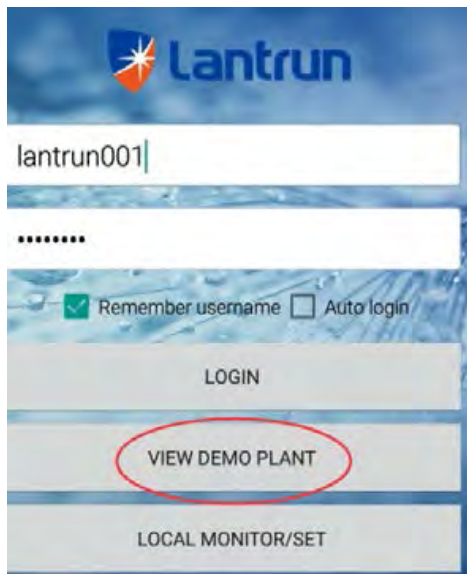 Lantrun
lantrun001
••••••••
Remember username Auto login
LOGIN
VIEW DEMO PLANT
LOCAL MONITOR/SET